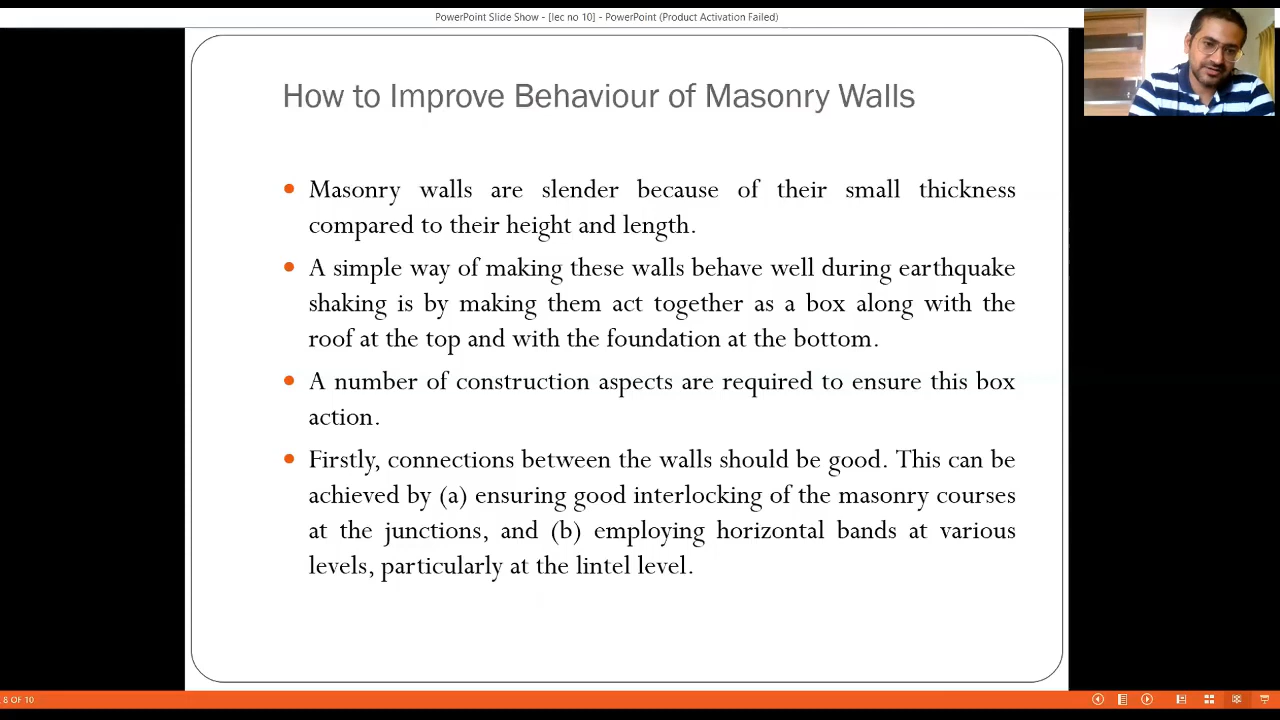 PowerPoint Slide Show - [lec no 10] - PowerPoint (Product Activation Failed)
How to Improve Behaviour of Masonry Walls
• Masonry walls are slender because of their small thickness
compared to their height and length.
• A simple way of making these walls behave well during earthquake
shaking is by making them act together as a box along with the
roof at the top and with the foundation at the bottom.
• A number of construction aspects are required to ensure this box
action.
• Firstly, connections between the walls should be good. This can be
achieved by (a) ensuring good interlocking of the masonry courses
at the junctions, and (b) employing horizontal bands at various
levels, particularly at the lintel level.
8 OF 10